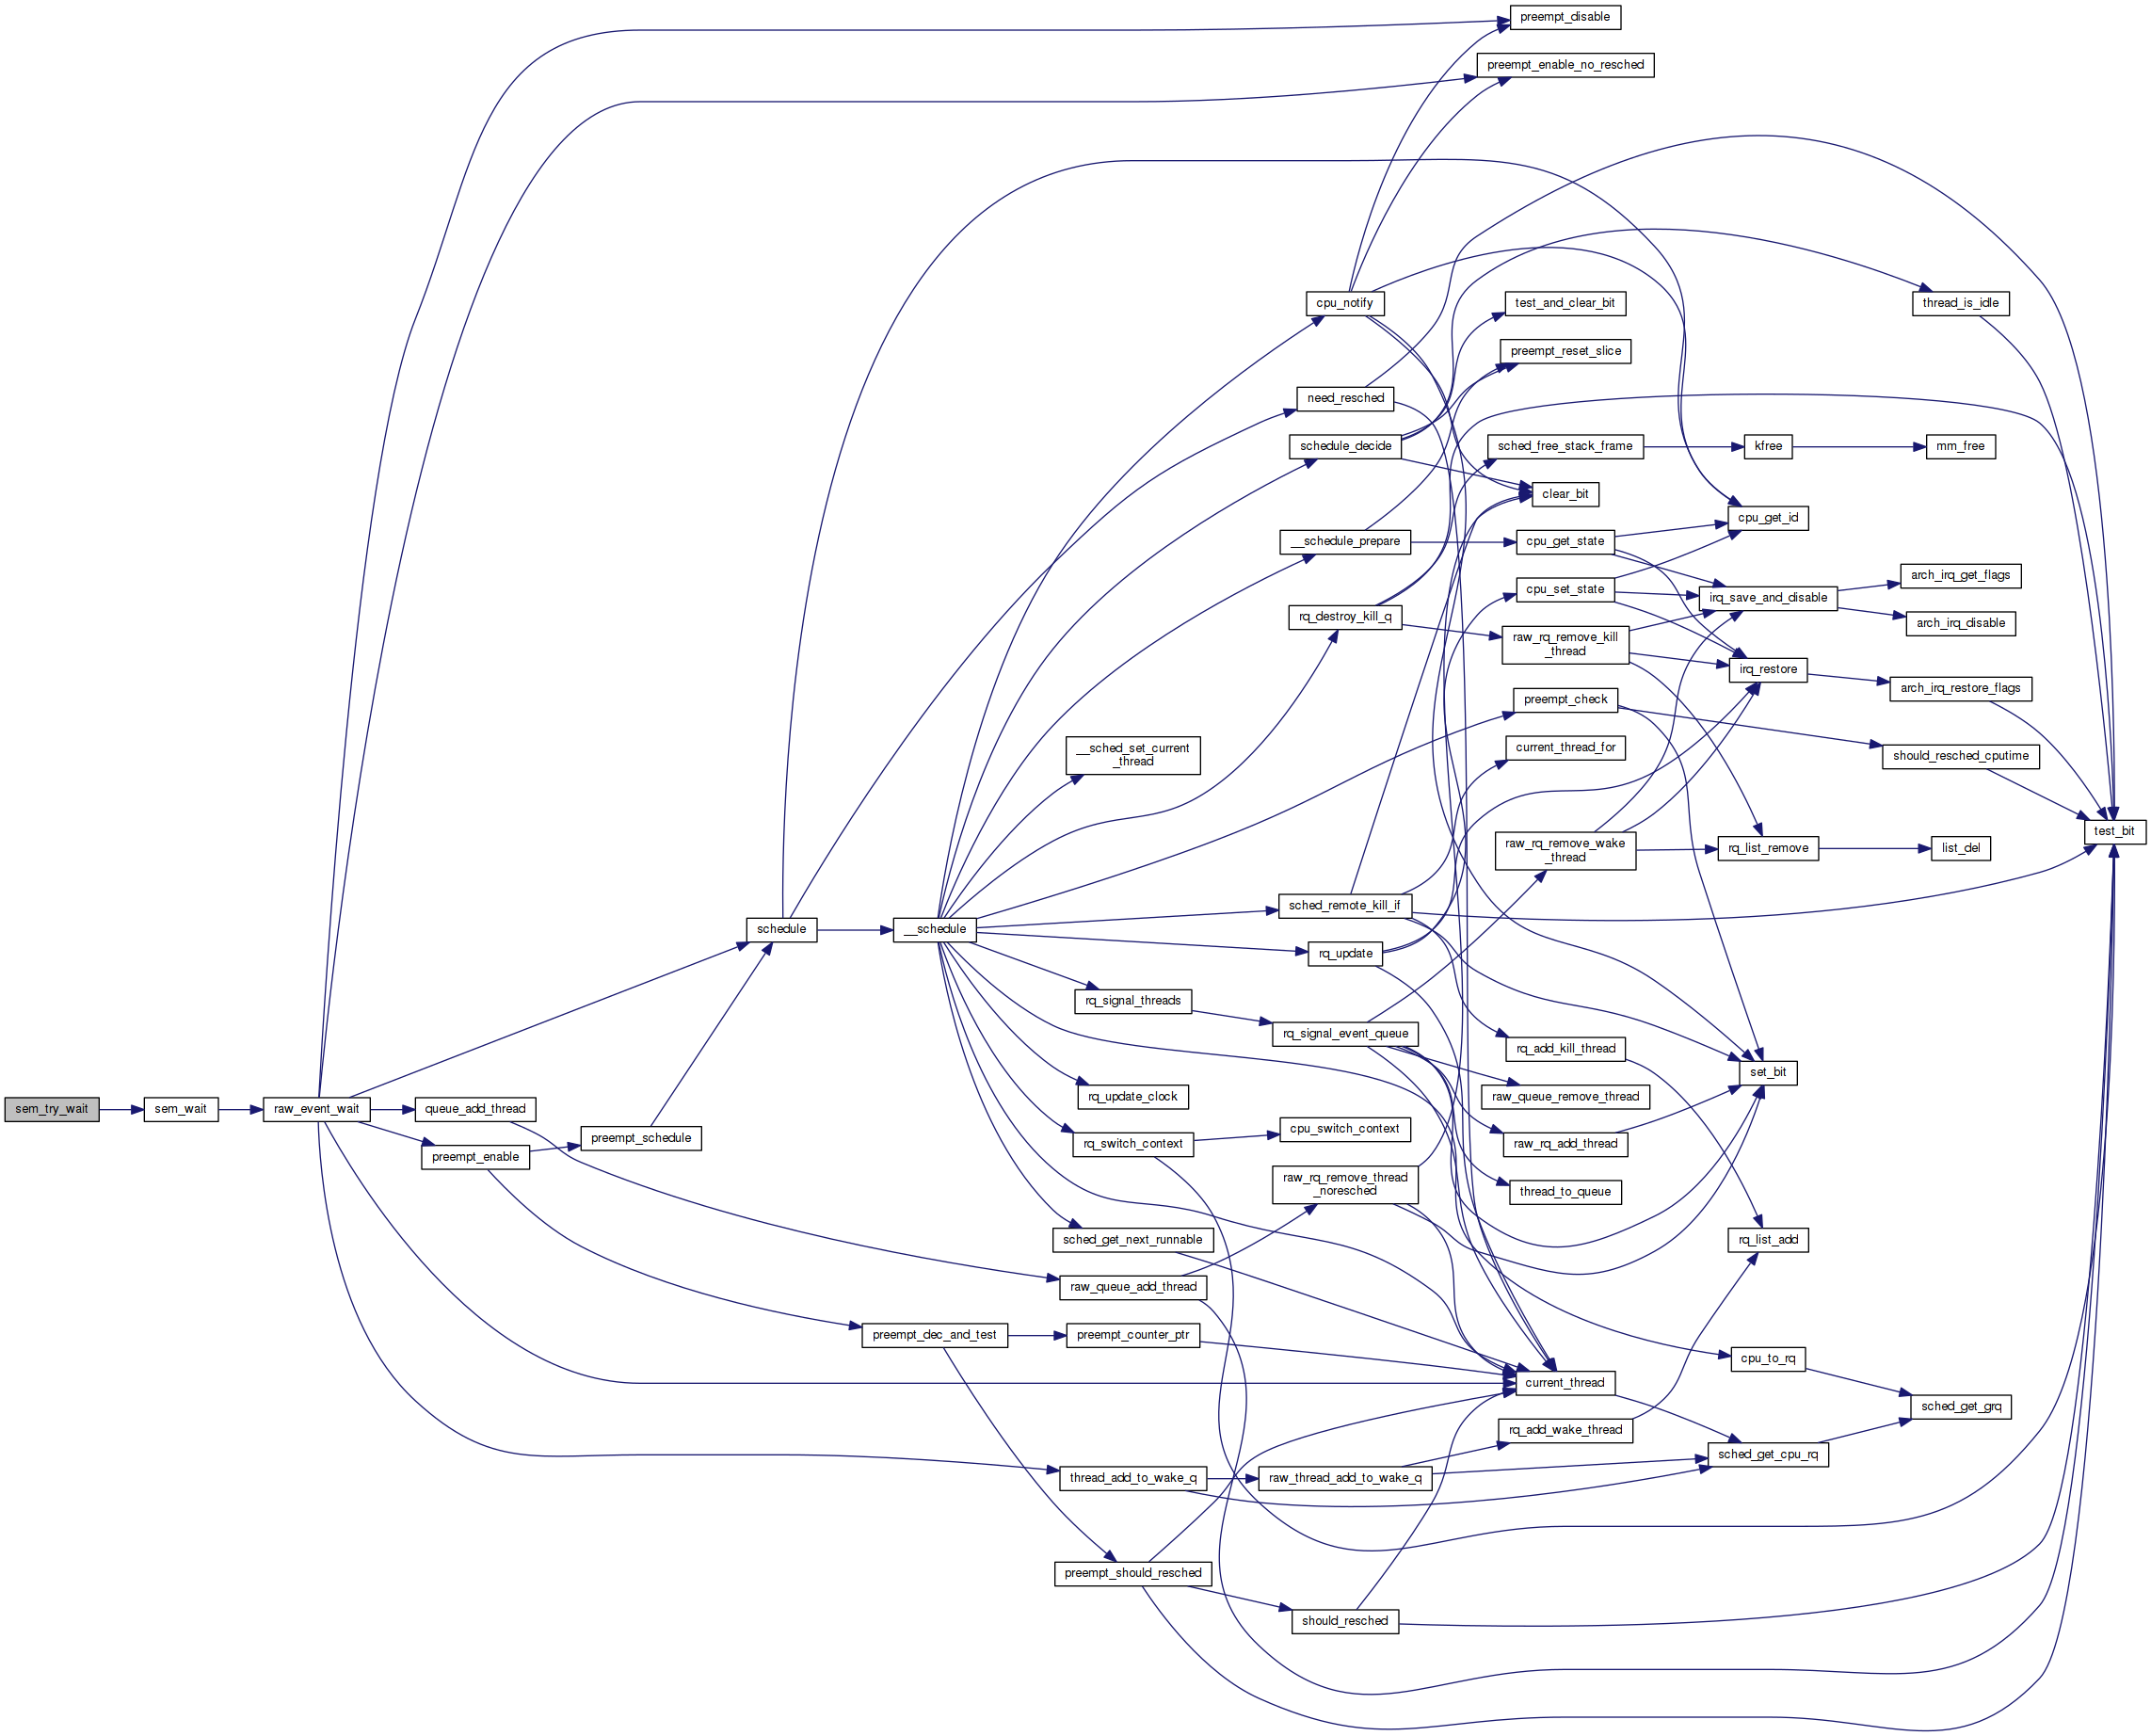 preempt_disable
preempt_enable_no_resched
cpu_notify
test_and_clear_bit
thread_is_idle
preempt_reset_slice
need_resched
schedule_decide
sched_free_stack_frame
kfree
mm_free
clear_bit
cpu_get_id
__schedule_prepare
cpu_get_state
arch_irq_get_flags
cpu_set_state
irq_save_and_disable
rq_destroy_kill_q
arch_irq_disable
raw_rq_remove_kill
_thread
irq_restore
arch_irq_restore_flags
preempt_check
__sched_set_current
_thread
current_thread_for
should_resched_cputime
test_bit
raw_rq_remove_wake
_thread
rq_list_remove
list_del
sched_remote_kill_if
schedule
__schedule
rq_update
rq_signal_threads
rq_signal_event_queue
rq_add_kill_thread
set_bit
rq_update_clock
raw_queue_remove_thread
sem_try_wait
sem_wait
raw_event_wait
queue_add_thread
preempt_schedule
cpu_switch_context
rq_switch_context
raw_rq_add_thread
preempt_enable
raw_rq_remove_thread
_noresched
thread_to_queue
sched_get_next_runnable
rq_list_add
raw_queue_add_thread
preempt_dec_and_test
preempt_counter_ptr
cpu_to_rq
current_thread
sched_get_grq
rq_add_wake_thread
sched_get_cpu_rq
thread_add_to_wake_q
raw_thread_add_to_wake_q
preempt_should_resched
should_resched